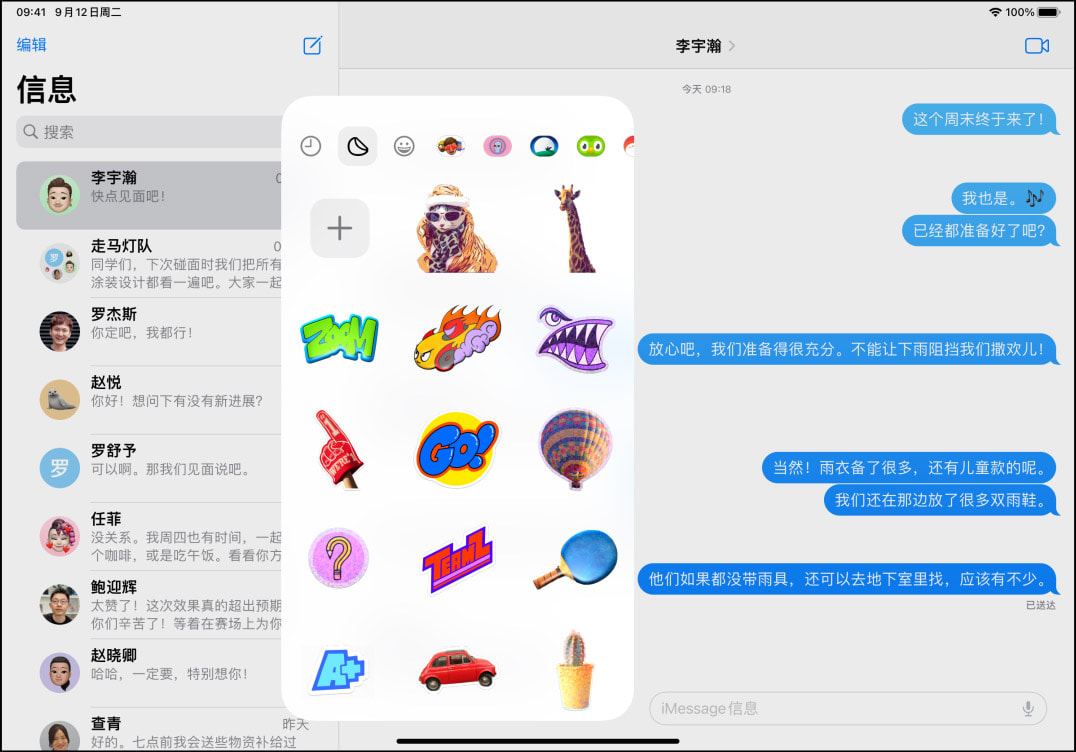 09:41 9月12日周二
100%
编辑
信息
搜索
李宇瀚
快点见面吧！
走马灯队
同学们，下次碰面时我们把所有
涂装设计都看一遍吧。大家一起
罗杰斯
你定吧，我都行！
赵悦
你好！想问下有没有新进展？
罗
罗舒予
可以啊。那我们见面说吧。
任菲
没关系。我周四也有时间，一起
个咖啡，或是吃午饭。看看你方
鲍迎辉
太赞了！这次效果真的超出预期
你们辛苦了！等着在赛场上为你
赵晓卿
哈哈，一定要，特别想你！
查青
昨天
好的。七点前我会送些物资补给过
ZOOM
GO!
TEAMZ
A+
李宇瀚
今天 09:18
这个周末终于来了！
我也是。🎶
已经都准备好了吧？
放心吧，我们准备得很充分。不能让下雨阻挡我们撒欢儿！
当然！雨衣备了很多，还有儿童款的呢。
我们还在那边放了很多双雨鞋。
他们如果都没带雨具，还可以去地下室里找，应该有不少。
已送达
iMessage信息